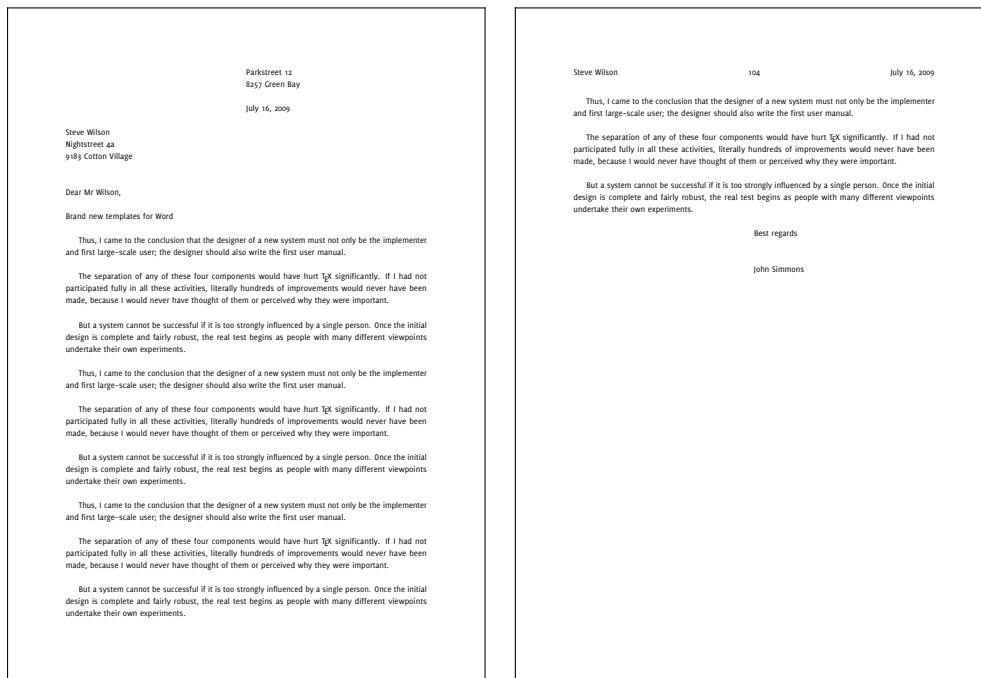 Parkstreet 12
8257 Green Bay
July 16, 2009
Steve Wilson
Nightstreet 4a
9183 Cotton Village
Dear Mr Wilson,
Brand new templates for Word
Thus, I came to the conclusion that the designer of a new system must not only be the implementer
and first large–scale user; the designer should also write the first user manual.
The separation of any of these four components would have hurt TEX significantly. If I had not
participated fully in all these activities, literally hundreds of improvements would never have been
made, because I would never have thought of them or perceived why they were important.
But a system cannot be successful if it is too strongly influenced by a single person. Once the initial
design is complete and fairly robust, the real test begins as people with many different viewpoints
undertake their own experiments.
Thus, I came to the conclusion that the designer of a new system must not only be the implementer
and first large–scale user; the designer should also write the first user manual.
The separation of any of these four components would have hurt TEX significantly. If I had not
participated fully in all these activities, literally hundreds of improvements would never have been
made, because I would never have thought of them or perceived why they were important.
But a system cannot be successful if it is too strongly influenced by a single person. Once the initial
design is complete and fairly robust, the real test begins as people with many different viewpoints
undertake their own experiments.
Thus, I came to the conclusion that the designer of a new system must not only be the implementer
and first large–scale user; the designer should also write the first user manual.
The separation of any of these four components would have hurt TEX significantly. If I had not
participated fully in all these activities, literally hundreds of improvements would never have been
made, because I would never have thought of them or perceived why they were important.
But a system cannot be successful if it is too strongly influenced by a single person. Once the initial
design is complete and fairly robust, the real test begins as people with many different viewpoints
undertake their own experiments.
Steve Wilson 104 July 16, 2009
Thus, I came to the conclusion that the designer of a new system must not only be the implementer
and first large–scale user; the designer should also write the first user manual.
The separation of any of these four components would have hurt TEX significantly. If I had not
participated fully in all these activities, literally hundreds of improvements would never have been
made, because I would never have thought of them or perceived why they were important.
But a system cannot be successful if it is too strongly influenced by a single person. Once the initial
design is complete and fairly robust, the real test begins as people with many different viewpoints
undertake their own experiments.
Best regards
John Simmons